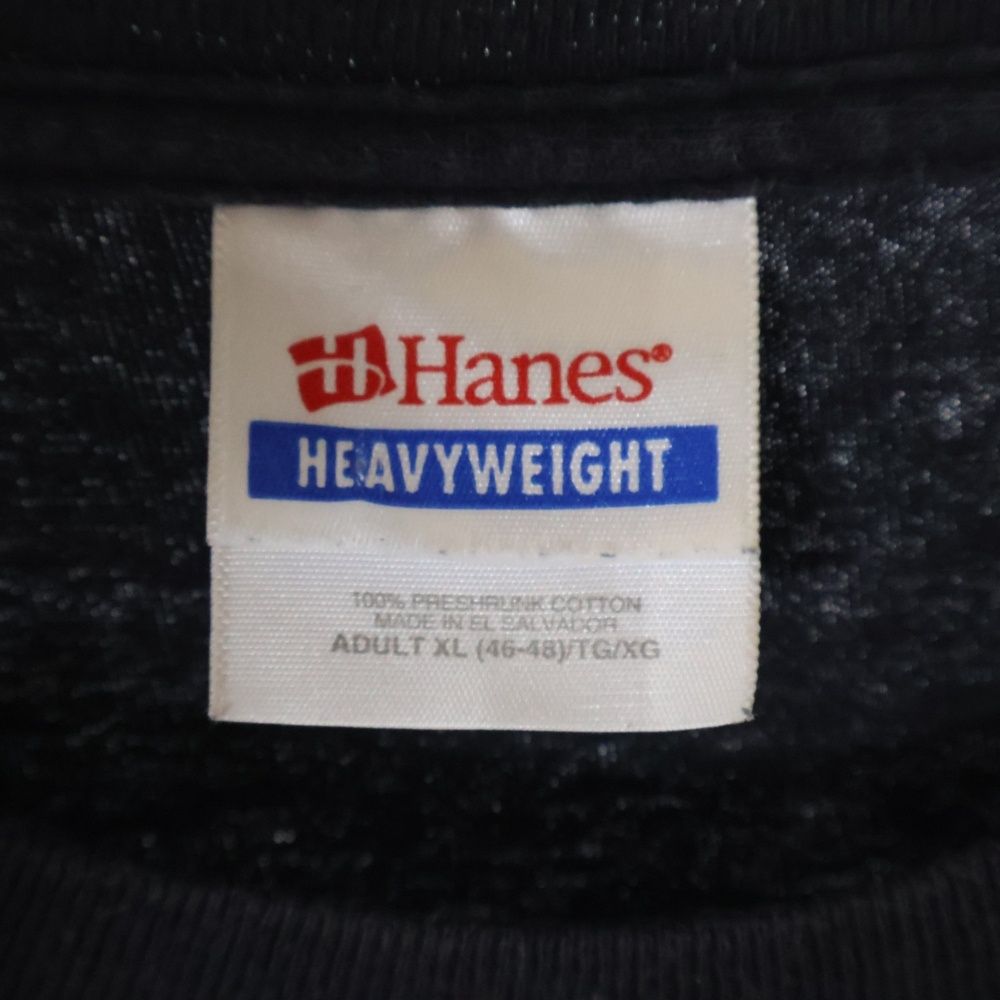 Hanes®
HEAVYWEIGHT
100% PRESHRUNK COTTON
MADE IN EL SALVADOR
ADULT XL (46-48)/TG/XG